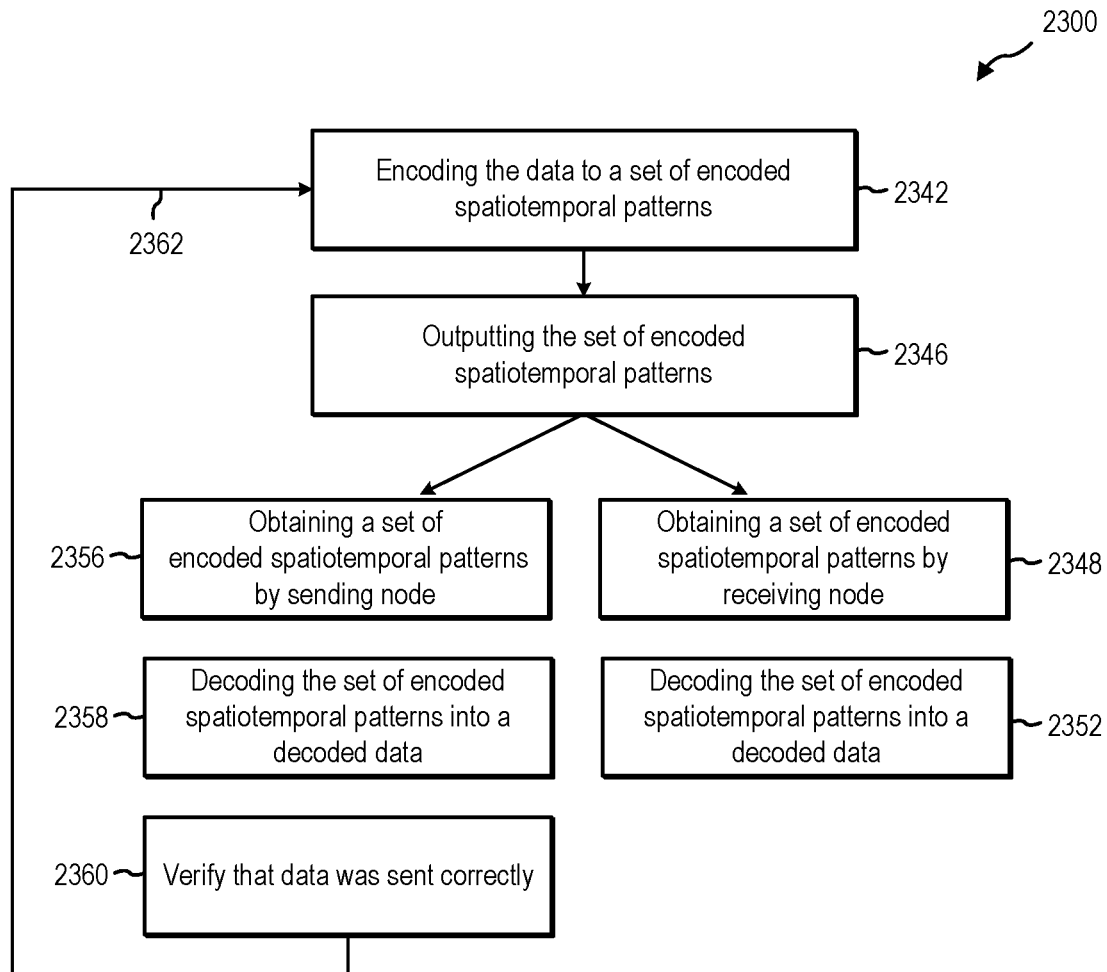 2300
Encoding the data to a set of encoded
spatiotemporal patterns
2342
2362
Outputting the set of encoded
spatiotemporal patterns
2346
Obtaining a set of
encoded spatiotemporal patterns
by sending node
2356
Obtaining a set of encoded
spatiotemporal patterns by
receiving node
2348
Decoding the set of encoded
spatiotemporal patterns into a
decoded data
2358
Decoding the set of encoded
spatiotemporal patterns into a
decoded data
2352
2360
Verify that data was sent correctly